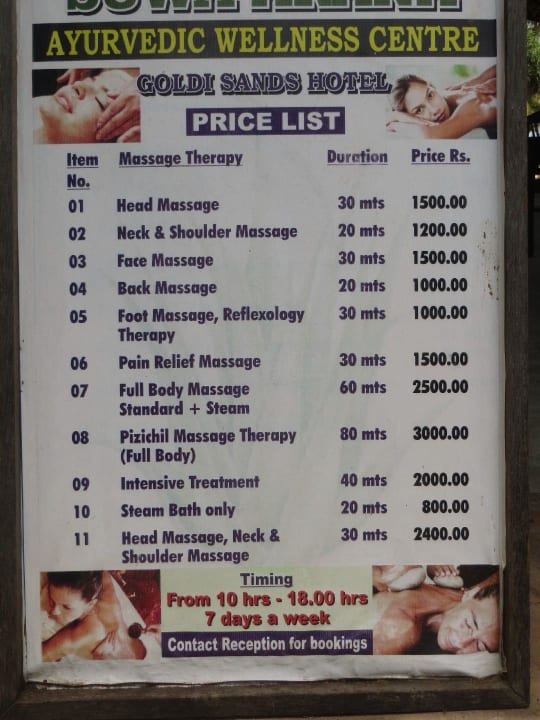 AYURVEDIC WELLNESS CENTRE
GOLDI SANDS HOTEL
PRICE LIST
Item No. Massage Therapy Duration Price Rs.
01 Head Massage 30 mts 1500.00
02 Neck & Shoulder Massage 20 mts 1200.00
03 Face Massage 30 mts 1500.00
04 Back Massage 20 mts 1000.00
05 Foot Massage, Reflexology 30 mts 1000.00
Therapy
06 Pain Relief Massage 30 mts 1500.00
07 Full Body Massage 60 mts 2500.00
Standard + Steam
08 Pizichil Massage Therapy 80 mts 3000.00
(Full Body)
09 Intensive Treatment 40 mts 2000.00
10 Steam Bath only 20 mts 800.00
11 Head Massage, Neck & 30 mts 2400.00
Shoulder Massage
Timing
From 10 hrs - 18.00 hrs
7 days a week
Contact Reception for bookings